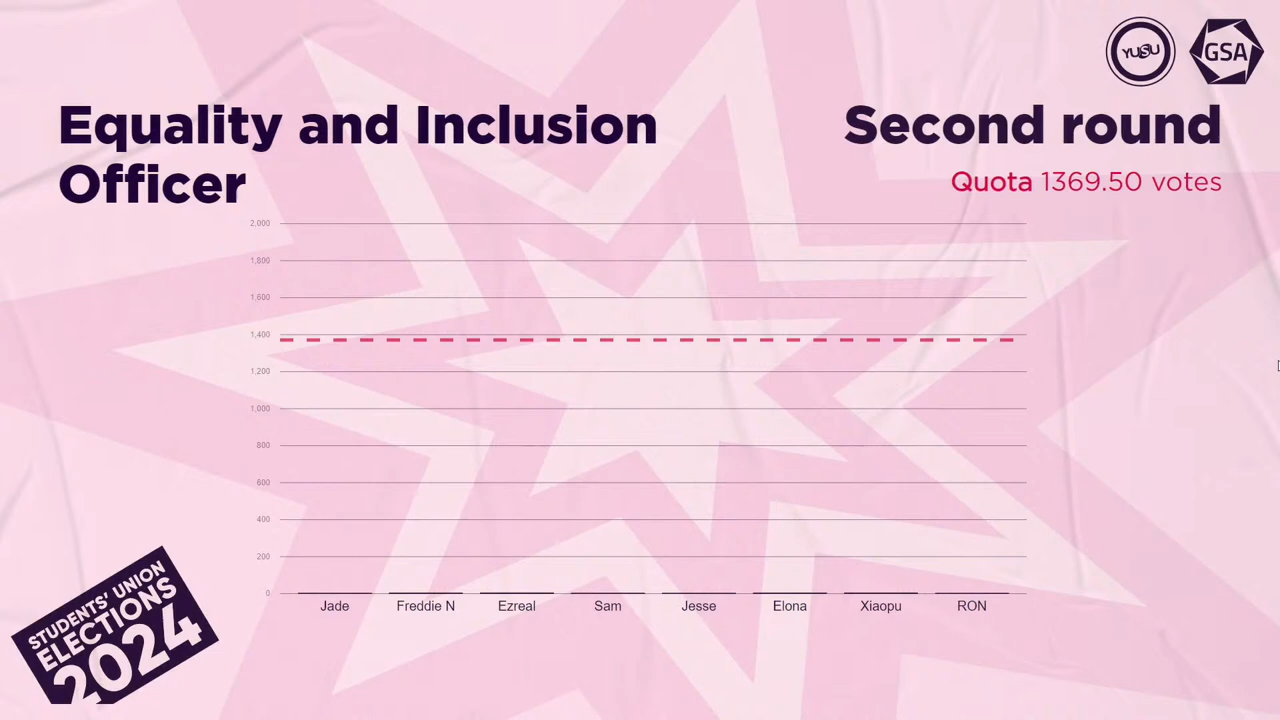 YUSU
GSA
Equality and Inclusion
Officer
Second round
Quota 1369.50 votes
2,000
1,800
1,600
1,400
1,200
1,000
800
600
400
200
0
Jade Freddie N Ezreal Sam Jesse Elona Xiaopu RON
STUDENTS' UNION
ELECTIONS
2024